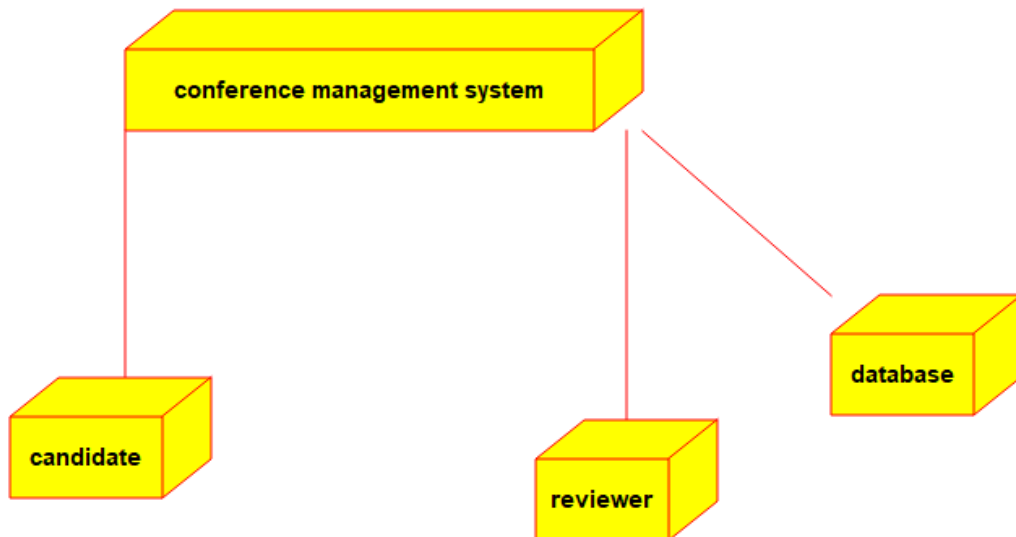 conference management system
database
candidate
reviewer